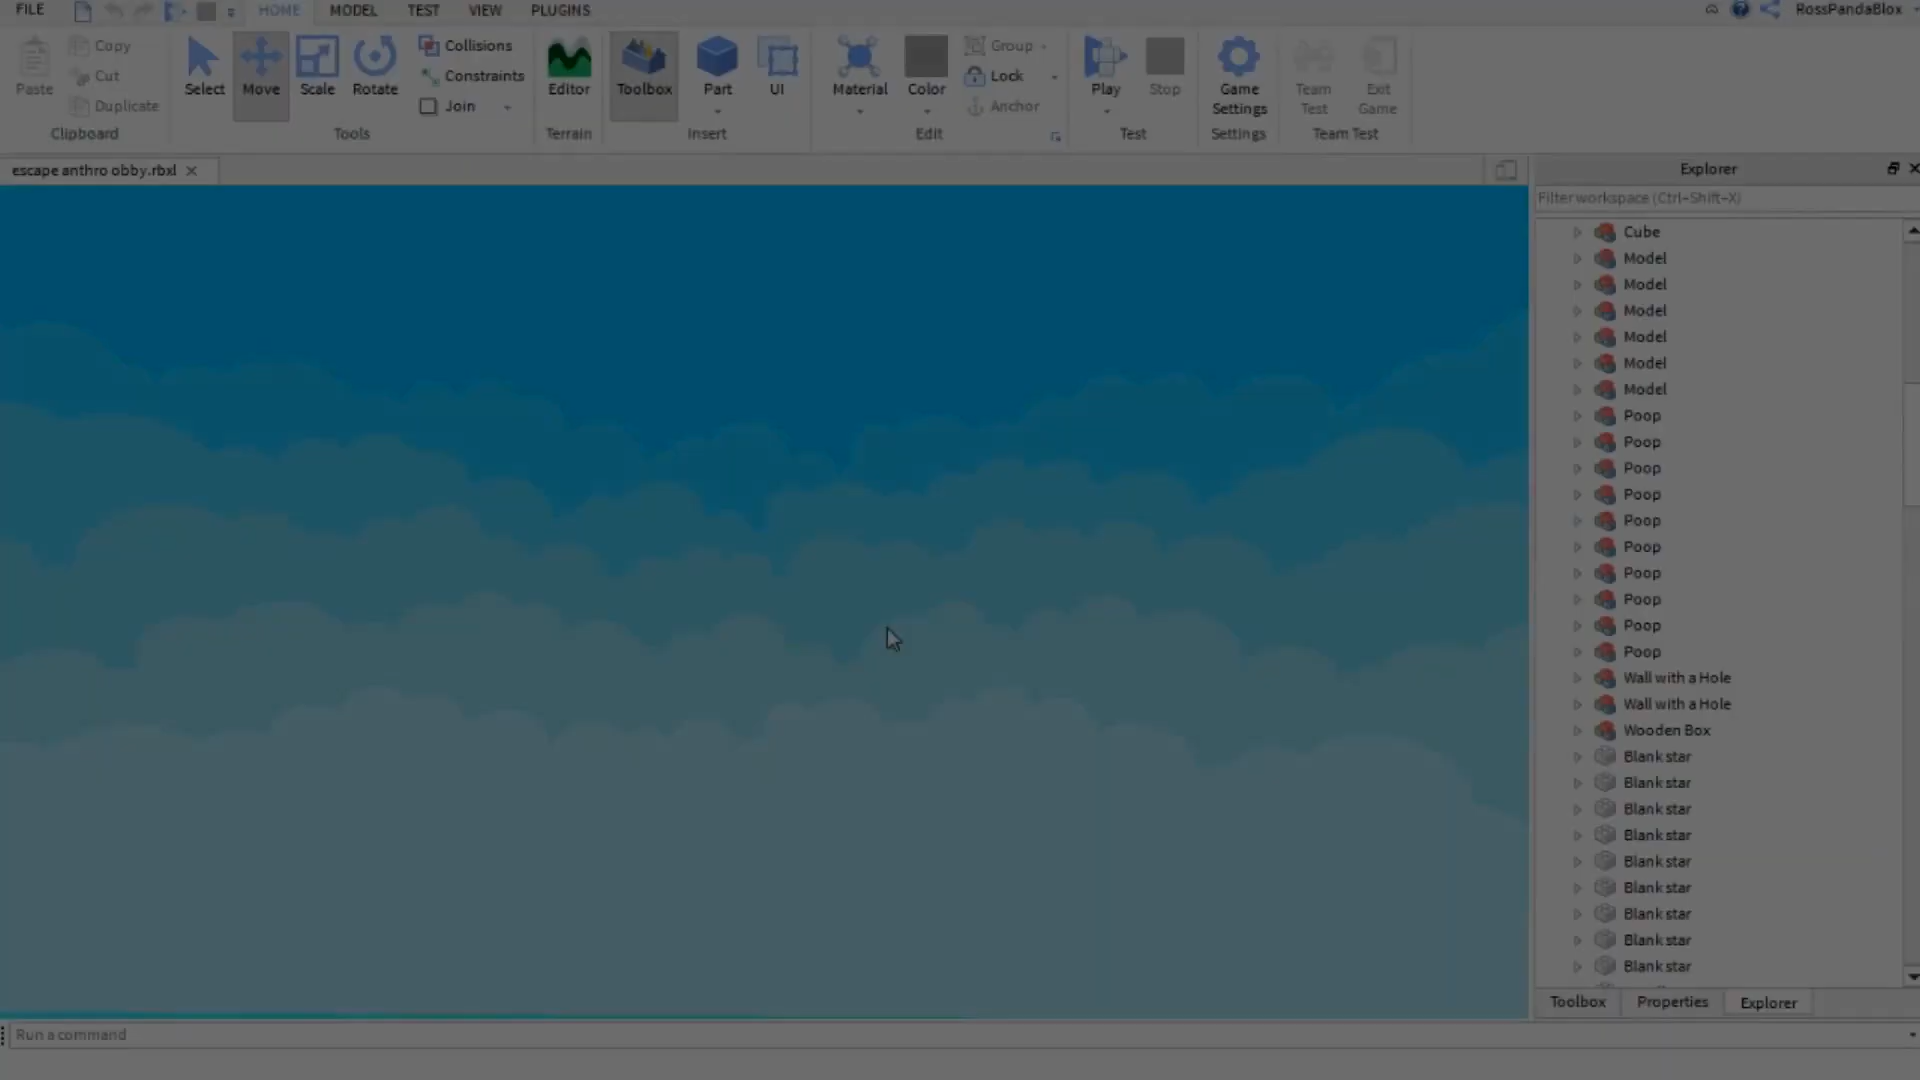 FILE HOME MODEL TEST VIEW PLUGINS RossPandaBlox
Paste Copy Cut Duplicate Clipboard
Select Move Scale Rotate Collisions Constraints Join Tools
Editor Terrain
Toolbox Part UI Insert
Material Color Group Lock Anchor Edit
Play Stop Test
Game Settings Settings
Team Test Exit Game Team Test
escape anthro obby.rbxl
Explorer
Filter workspace (Ctrl-Shift-X)
Cube
Model
Model
Model
Model
Model
Model
Poop
Poop
Poop
Poop
Poop
Poop
Poop
Poop
Poop
Poop
Wall with a Hole
Wall with a Hole
Wooden Box
Blank star
Blank star
Blank star
Blank star
Blank star
Blank star
Blank star
Blank star
Blank star
Toolbox Properties Explorer
Run a command